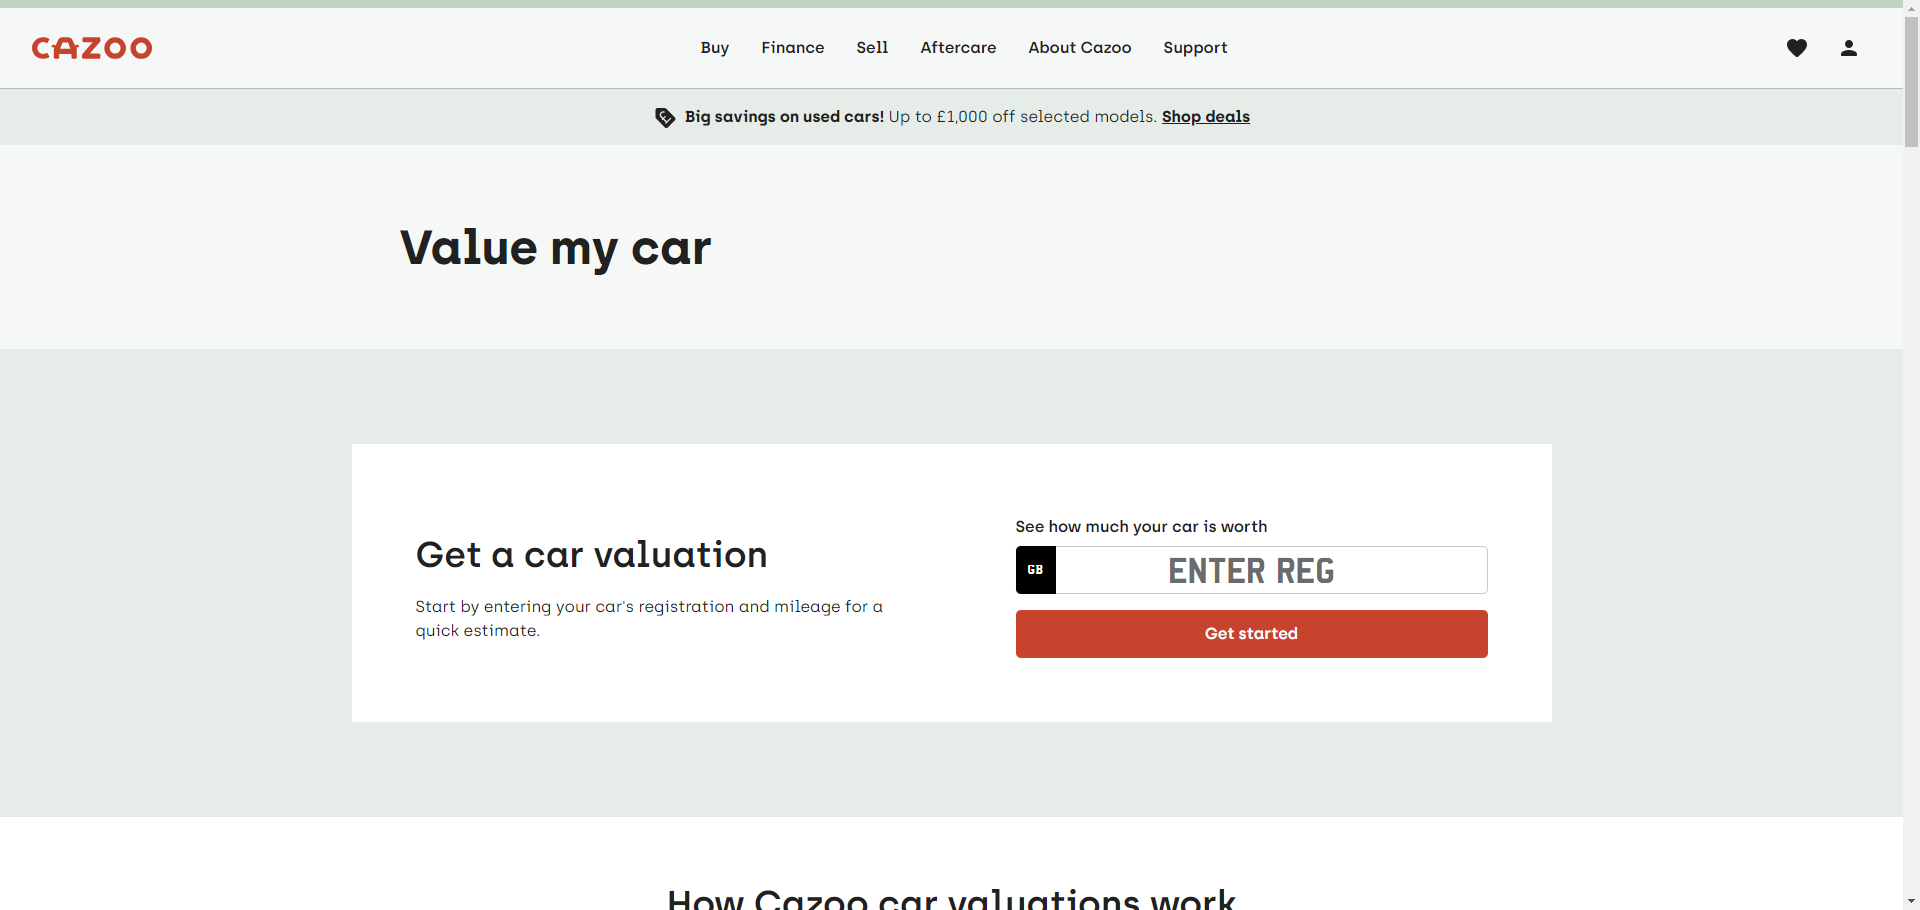 CAZOO
Buy Finance Sell Aftercare About Cazoo Support
Big savings on used cars! Up to £1,000 off selected models. Shop deals
Value my car
Get a car valuation
Start by entering your car's registration and mileage for a
quick estimate.
See how much your car is worth
GB ENTER REG
Get started
How Cazoo car valuations work